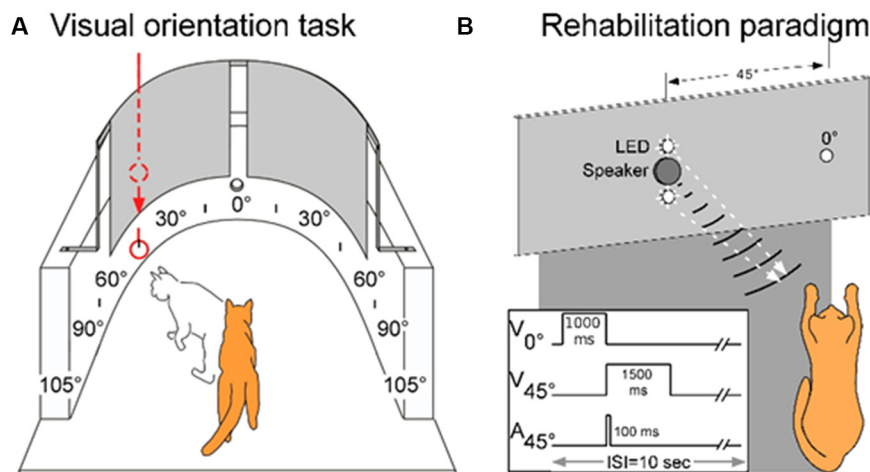 A Visual orientation task
30° 0° 30°
60° 60°
90° 90°
105° 105°
B Rehabilitation paradigm
45°
LED
Speaker
0°
V0° 1000 ms
V45° 1500 ms
A45° 100 ms
ISI=10 sec